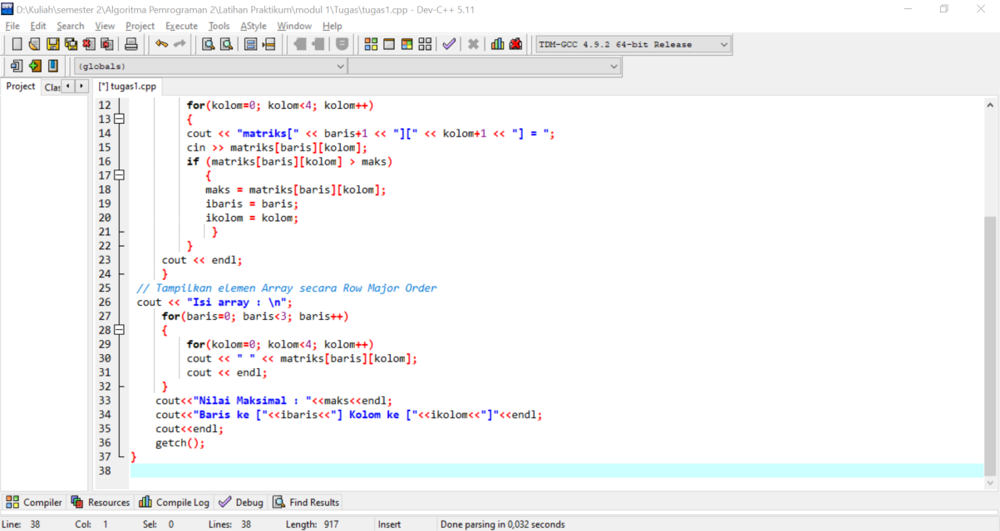 D:\Kuliah\semester 2\Algoritma Pemrograman 2\Latihan Praktikum\modul 1\Tugas\tugas1.cpp - Dev-C++ 5.11
File Edit Search View Project Execute Tools AStyle Window Help
TDM-GCC 4.9.2 64-bit Release
(globals)
Project Cla: [*] tugas1.cpp
12 for(kolom=0; kolom<4; kolom++)
13 {
14 cout << "matriks[" << baris+1 << "][" << kolom+1 << "] = ";
15 cin >> matriks[baris][kolom];
16 if (matriks[baris][kolom] > maks)
17 {
18 maks = matriks[baris][kolom];
19 ibaris = baris;
20 ikolom = kolom;
21 }
22 }
23 cout << endl;
24 }
25 // Tampilkan elemen Array secara Row Major Order
26 cout << "Isi array : \n";
27 for(baris=0; baris<3; baris++)
28 {
29 for(kolom=0; kolom<4; kolom++)
30 cout << " " << matriks[baris][kolom];
31 cout << endl;
32 }
33 cout<<"Nilai Maksimal : "<<maks<<endl;
34 cout<<"Baris ke ["<<ibaris<<"] Kolom ke ["<<ikolom<<"]"<<endl;
35 cout<<endl;
36 getch();
37 }
38
Compiler Resources Compile Log Debug Find Results
Line: 38 Col: 1 Sel: 0 Lines: 38 Length: 917 Insert Done parsing in 0,032 seconds